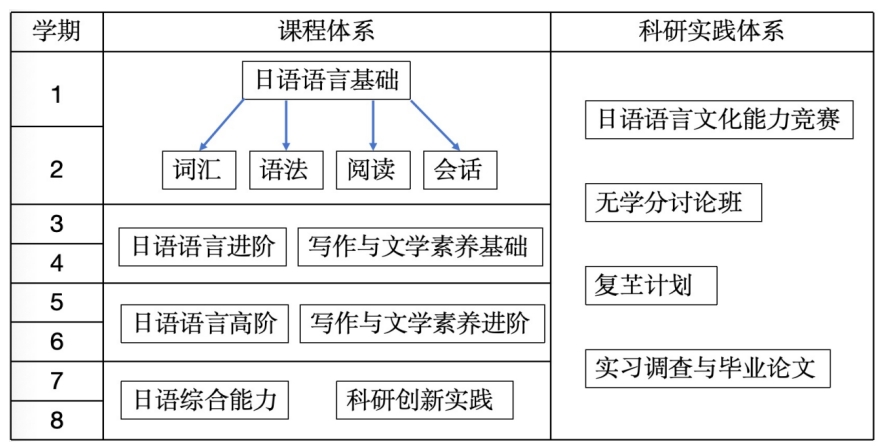 学期 课程体系 科研实践体系
1
日语语言基础
日语语言文化能力竞赛
2
词汇 语法 阅读 会话
无学分讨论班
3
日语语言进阶 写作与文学素养基础
4
复芏计划
5
日语语言高阶 写作与文学素养进阶
6
实习调查与毕业论文
7
日语综合能力 科研创新实践
8